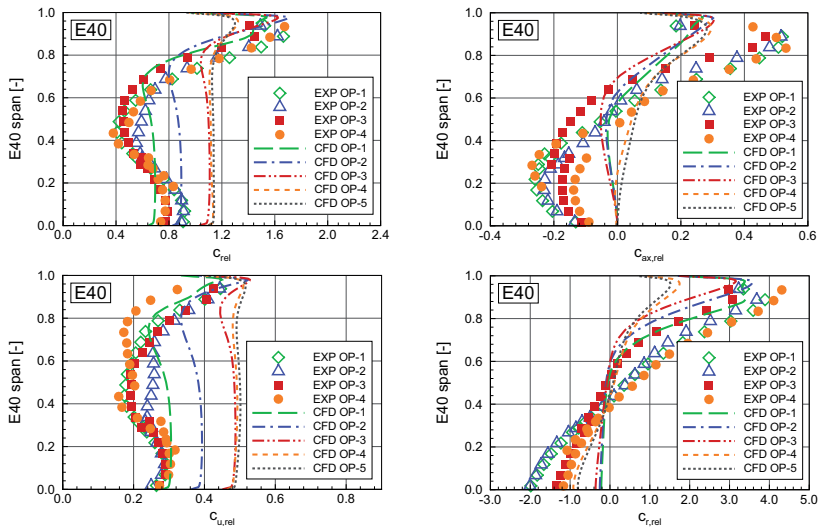 E40
E40 span [-]
1.0
0.8
0.6
0.4
0.2
0.0
EXP OP-1
EXP OP-2
EXP OP-3
EXP OP-4
CFD OP-1
CFD OP-2
CFD OP-3
CFD OP-4
CFD OP-5
0.0 0.6 1.2 1.8 2.4
c_rel
E40
E40 span [-]
1.0
0.8
0.6
0.4
0.2
0.0
EXP OP-1
EXP OP-2
EXP OP-3
EXP OP-4
CFD OP-1
CFD OP-2
CFD OP-3
CFD OP-4
CFD OP-5
-0.4 -0.2 0.0 0.2 0.4 0.6
c_ax,rel
E40
E40 span [-]
1.0
0.8
0.6
0.4
0.2
0.0
EXP OP-1
EXP OP-2
EXP OP-3
EXP OP-4
CFD OP-1
CFD OP-2
CFD OP-3
CFD OP-4
CFD OP-5
0.0 0.2 0.4 0.6 0.8
c_u,rel
E40
E40 span [-]
1.0
0.8
0.6
0.4
0.2
0.0
EXP OP-1
EXP OP-2
EXP OP-3
EXP OP-4
CFD OP-1
CFD OP-2
CFD OP-3
CFD OP-4
CFD OP-5
-3.0 -2.0 -1.0 0.0 1.0 2.0 3.0 4.0 5.0
c_r,rel